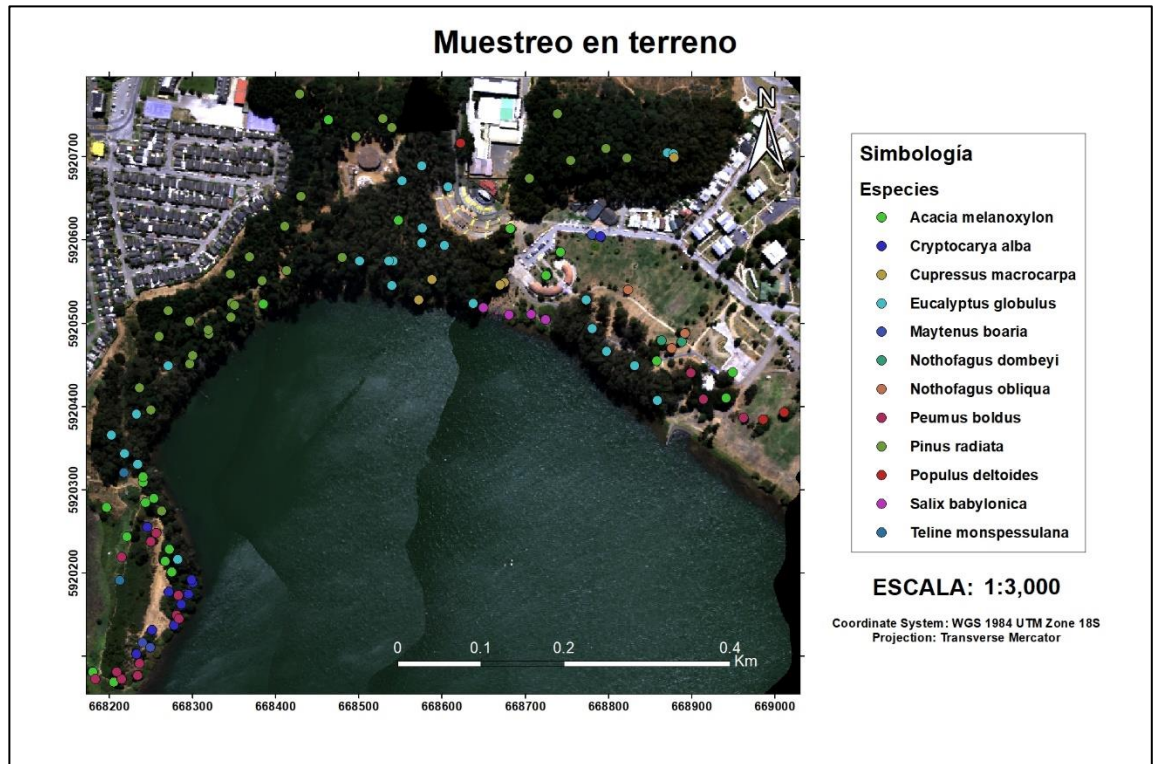 Muestreo en terreno
N
5920700
5920600
5920500
5920400
5920300
5920200
0
0.1
0.2
0.4
Km
668200 668300 668400 668500 668600 668700 668800 668900 669000
Simbología
Especies
Acacia melanoxylon
Cryptocarya alba
Cupressus macrocarpa
Eucalyptus globulus
Maytenus boaria
Nothofagus dombeyi
Nothofagus obliqua
Peumus boldus
Pinus radiata
Populus deltoides
Salix babylonica
Teline monspessulana
ESCALA: 1:3,000
Coordinate System: WGS 1984 UTM Zone 18S
Projection: Transverse Mercator